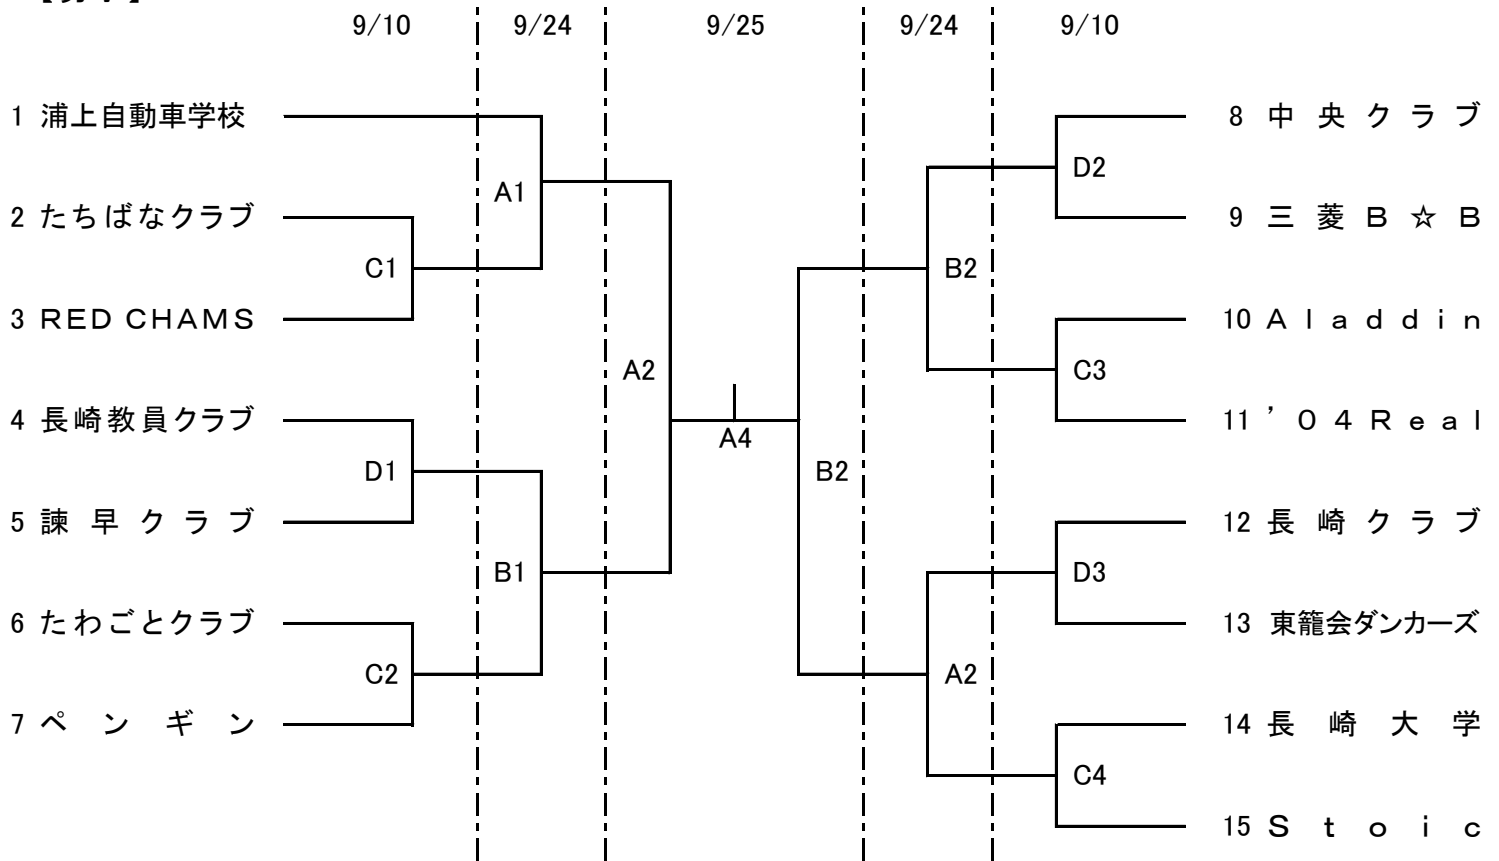 9/10 9/24 9/25 9/24 9/10
1 浦上自動車学校
2 たちばなクラブ
3 RED CHAMS
4 長崎教員クラブ
5 諫早クラブ
6 たわごとクラブ
7 ペンギン
A1
C1
A2
D1
B1
C2
A4
8 中央クラブ
9 三菱B☆B
10 Aladdin
11 ’04Real
12 長崎クラブ
13 東籠会ダンカーズ
14 長崎大学
15 Stoic
D2
B2
C3
B2
D3
A2
C4